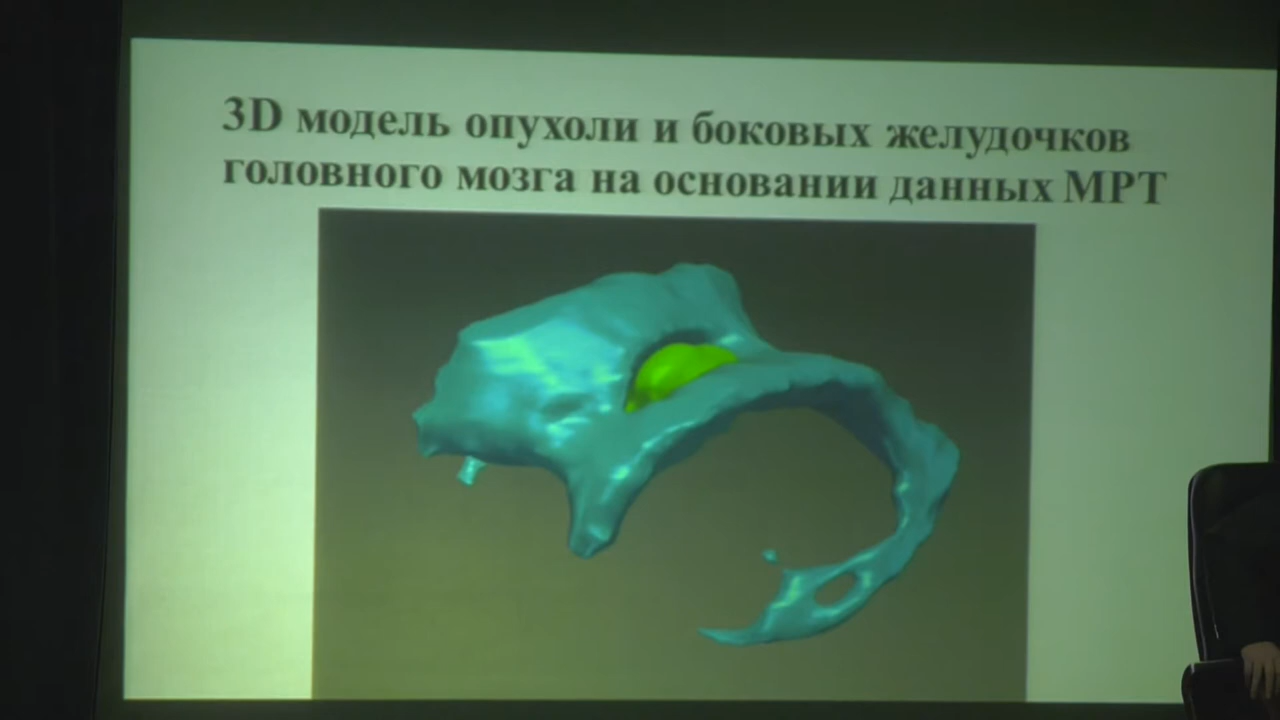 3D модель опухоли и боковых желудочков
головного мозга на основании данных МРТ